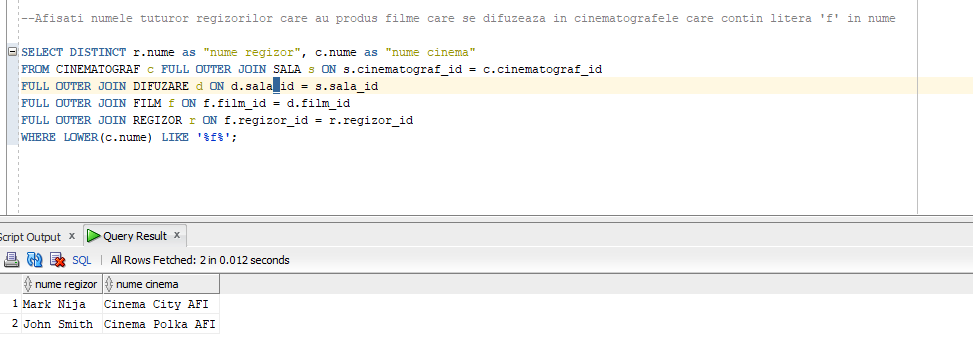 --Afisati numele tuturor regizorilor care au produs filme care se difuzeaza in cinematografele care contin litera 'f' in nume
SELECT DISTINCT r.nume as "nume regizor", c.nume as "nume cinema"
FROM CINEMATOGRAF c FULL OUTER JOIN SALA s ON s.cinematograf_id = c.cinematograf_id
FULL OUTER JOIN DIFUZARE d ON d.sala_id = s.sala_id
FULL OUTER JOIN FILM f ON f.film_id = d.film_id
FULL OUTER JOIN REGIZOR r ON f.regizor_id = r.regizor_id
WHERE LOWER(c.nume) LIKE '%f%';
Script Output x Query Result x
SQL | All Rows Fetched: 2 in 0.012 seconds
nume regizor nume cinema
1 Mark Nija Cinema City AFI
2 John Smith Cinema Polka AFI